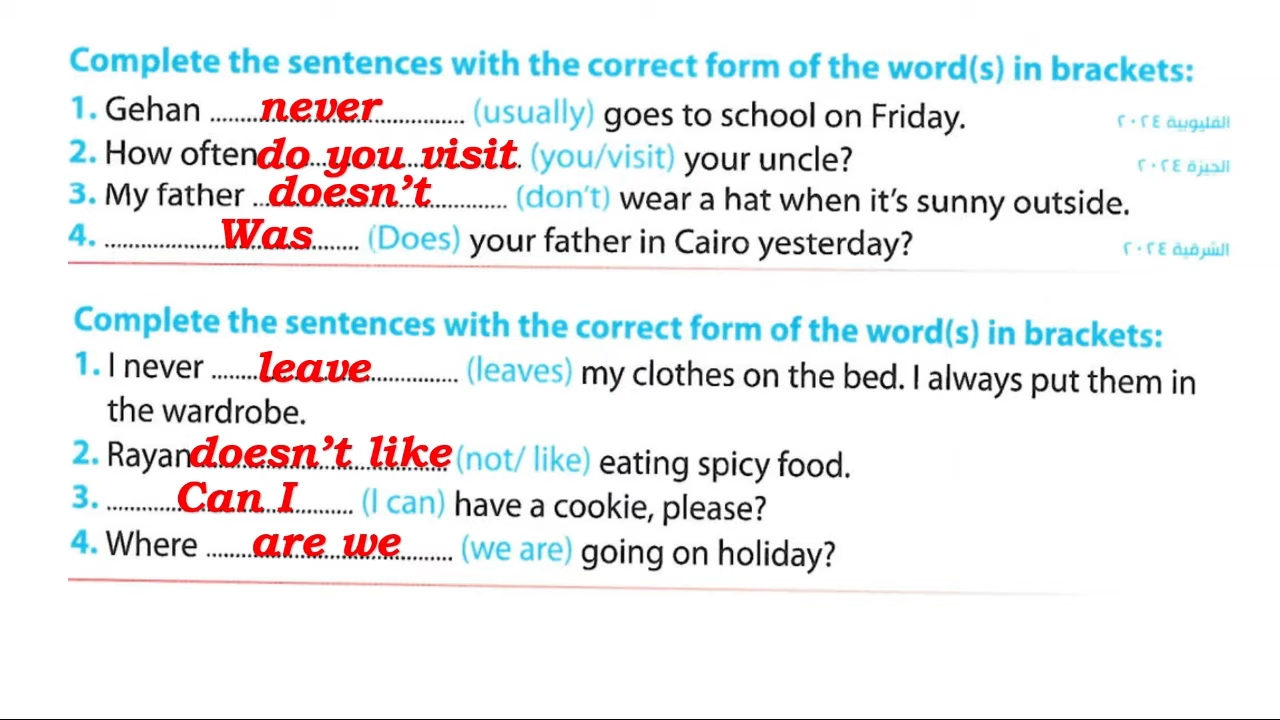 Complete the sentences with the correct form of the word(s) in brackets:
1. Gehan ........never.............. (usually) goes to school on Friday. القليوبية ٢٠٢٤
2. How often do you visit. (you/visit) your uncle? الجيزة ٢٠٢٤
3. My father ...doesn't............. (don't) wear a hat when it's sunny outside.
4. ....................Was........ (Does) your father in Cairo yesterday? الشرقية ٢٠٢٤
Complete the sentences with the correct form of the word(s) in brackets:
1. I never ........leave............... (leaves) my clothes on the bed. I always put them in
the wardrobe.
2. Rayan doesn't like (not/ like) eating spicy food.
3. ............Can I.......... (I can) have a cookie, please?
4. Where ........are we......... (we are) going on holiday?